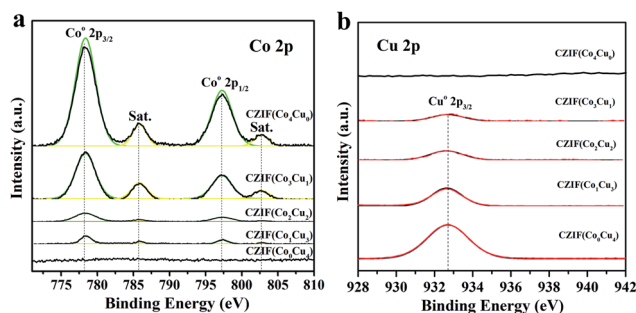 a
Co 2p
Co° 2p₃/₂
Co° 2p₁/₂
Sat.
Sat.
CZIF(Co₄Cu₀)
CZIF(Co₃Cu₁)
CZIF(Co₂Cu₂)
CZIF(Co₁Cu₃)
CZIF(Co₀Cu₄)
Intensity (a.u.)
775 780 785 790 795 800 805 810
Binding Energy (eV)
b
Cu 2p
CZIF(Co₄Cu₀)
Cu° 2p₃/₂
CZIF(Co₃Cu₁)
CZIF(Co₂Cu₂)
CZIF(Co₁Cu₃)
CZIF(Co₀Cu₄)
Intensity (a.u.)
928 930 932 934 936 938 940 942
Binding Energy (eV)